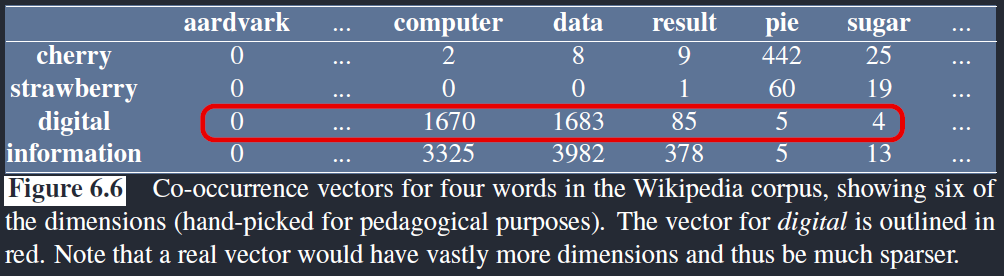 aardvark ... computer data result pie sugar ...
cherry 0 ... 2 8 9 442 25 ...
strawberry 0 ... 0 0 1 60 19 ...
digital 0 ... 1670 1683 85 5 4 ...
information 0 ... 3325 3982 378 5 13 ...
Figure 6.6 Co-occurrence vectors for four words in the Wikipedia corpus, showing six of
the dimensions (hand-picked for pedagogical purposes). The vector for digital is outlined in
red. Note that a real vector would have vastly more dimensions and thus be much sparser.